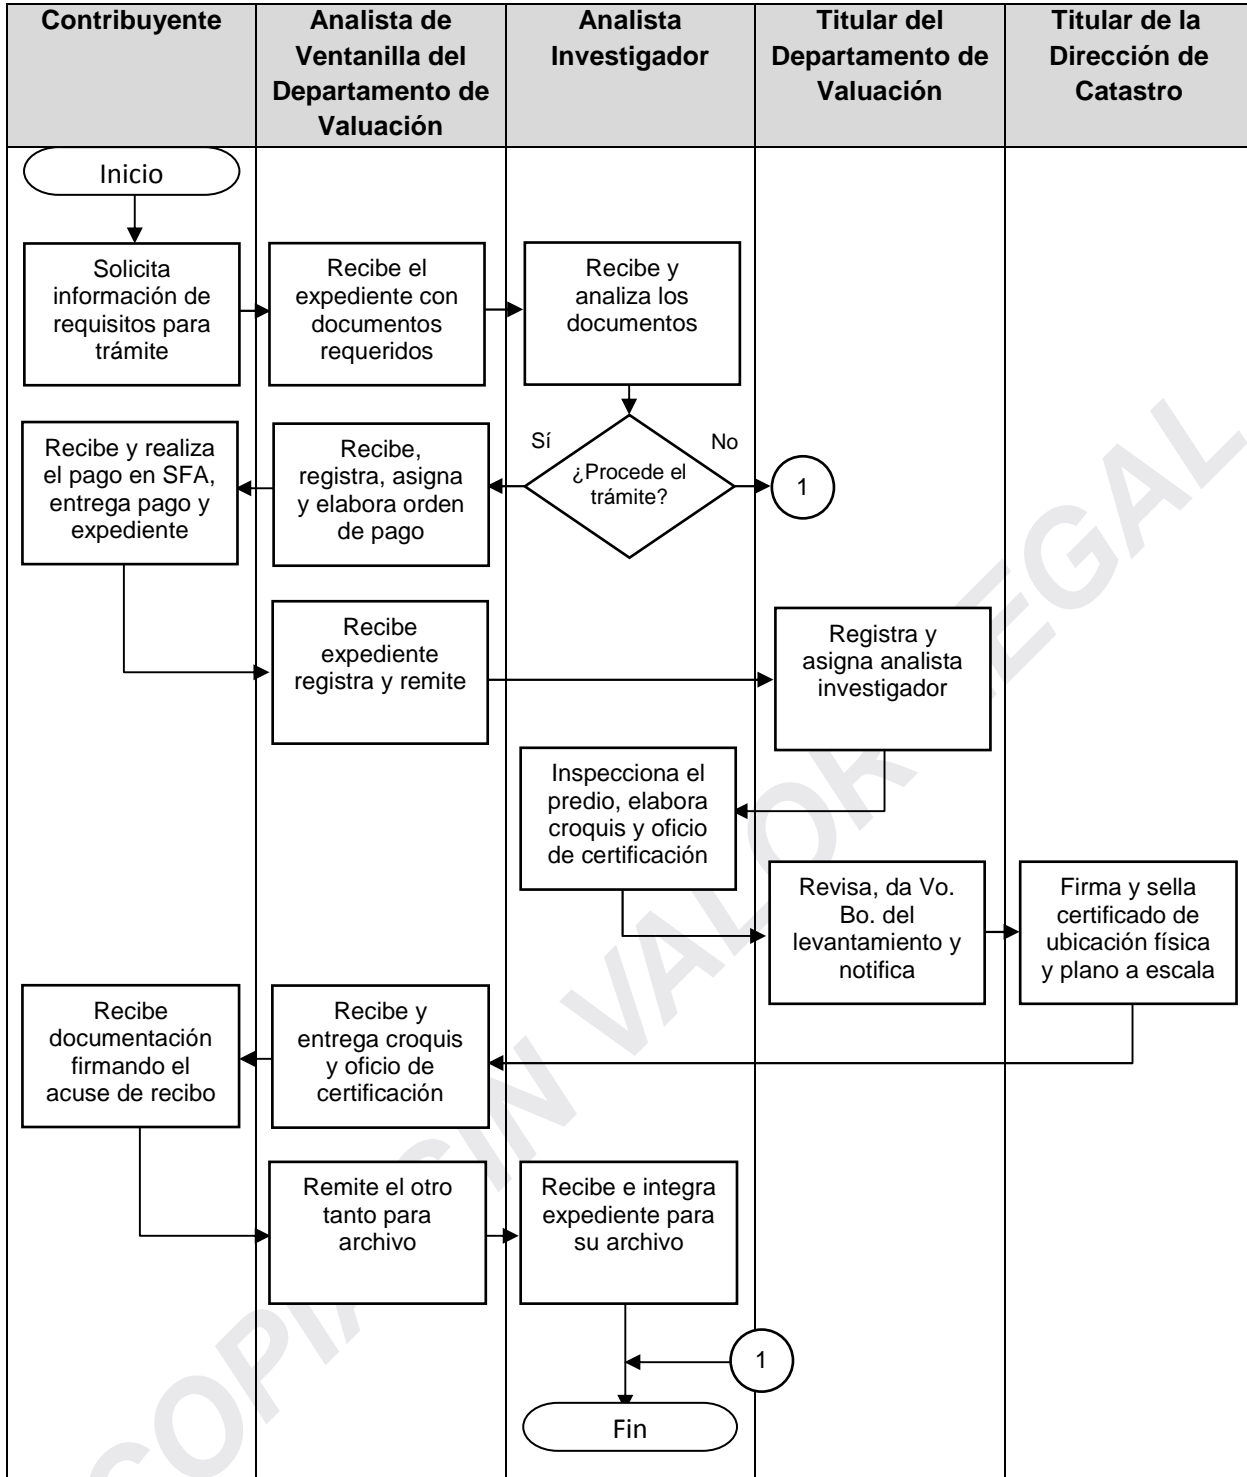 Contribuyente
Analista de
Ventanilla del
Departamento de
Valuación
Analista
Investigador
Titular del
Departamento de
Valuación
Titular de la
Dirección de
Catastro
Inicio
Solicita
información de
requisitos para
trámite
Recibe el
expediente con
documentos
requeridos
Recibe y
analiza los
documentos
Recibe y realiza
el pago en SFA,
entrega pago y
expediente
Recibe,
registra, asigna
y elabora orden
de pago
Sí
¿Procede el
trámite?
No
1
Recibe
expediente
registra y remite
Registra y
asigna analista
investigador
Inspecciona el
predio, elabora
croquis y oficio
de certificación
Revisa, da Vo.
Bo. del
levantamiento y
notifica
Firma y sella
certificado de
ubicación física
y plano a escala
Recibe
documentación
firmando el
acuse de recibo
Recibe y
entrega croquis
y oficio de
certificación
Remite el otro
tanto para
archivo
Recibe e integra
expediente para
su archivo
1
Fin
COPIA SIN VALOR LEGAL